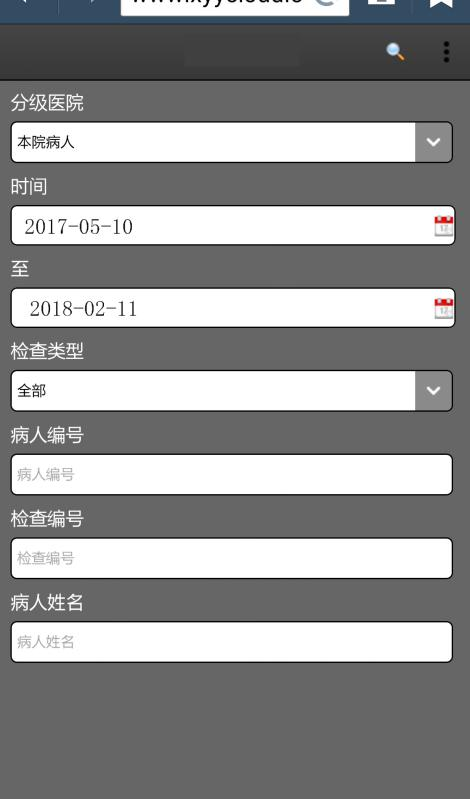 分级医院
本院病人
时间
2017-05-10
至
2018-02-11
检查类型
全部
病人编号
病人编号
检查编号
检查编号
病人姓名
病人姓名